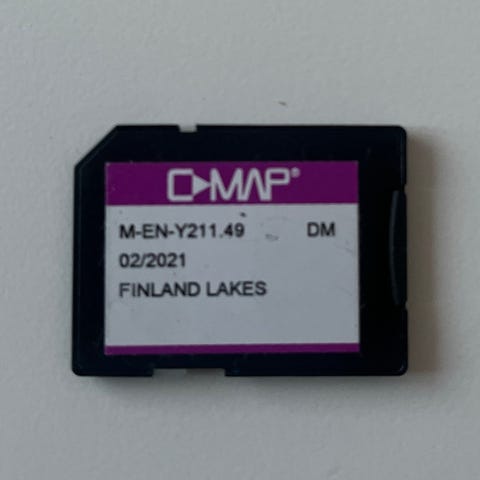 C-MAP®
M-EN-Y211.49 DM
02/2021
FINLAND LAKES